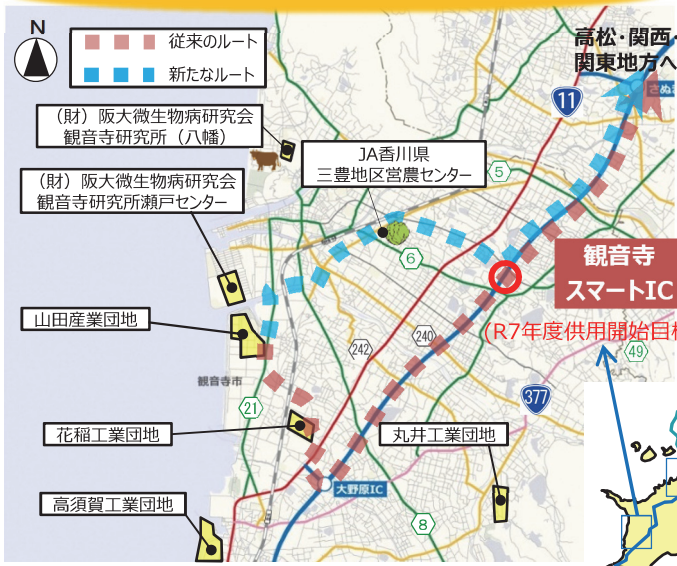 N
従来のルート
新たなルート
高松・関西・
関東地方へ
さぬき
11
(財)阪大微生物病研究会
観音寺研究所(八幡)
JA香川県
三豊地区営農センター
5
(財)阪大微生物病研究会
観音寺研究所瀬戸センター
6
観音寺
スマートIC
(R7年度供用開始目標
山田産業団地
242
240
49
観音寺市
377
21
花稲工業団地
丸井工業団地
大野原IC
高須賀工業団地
8